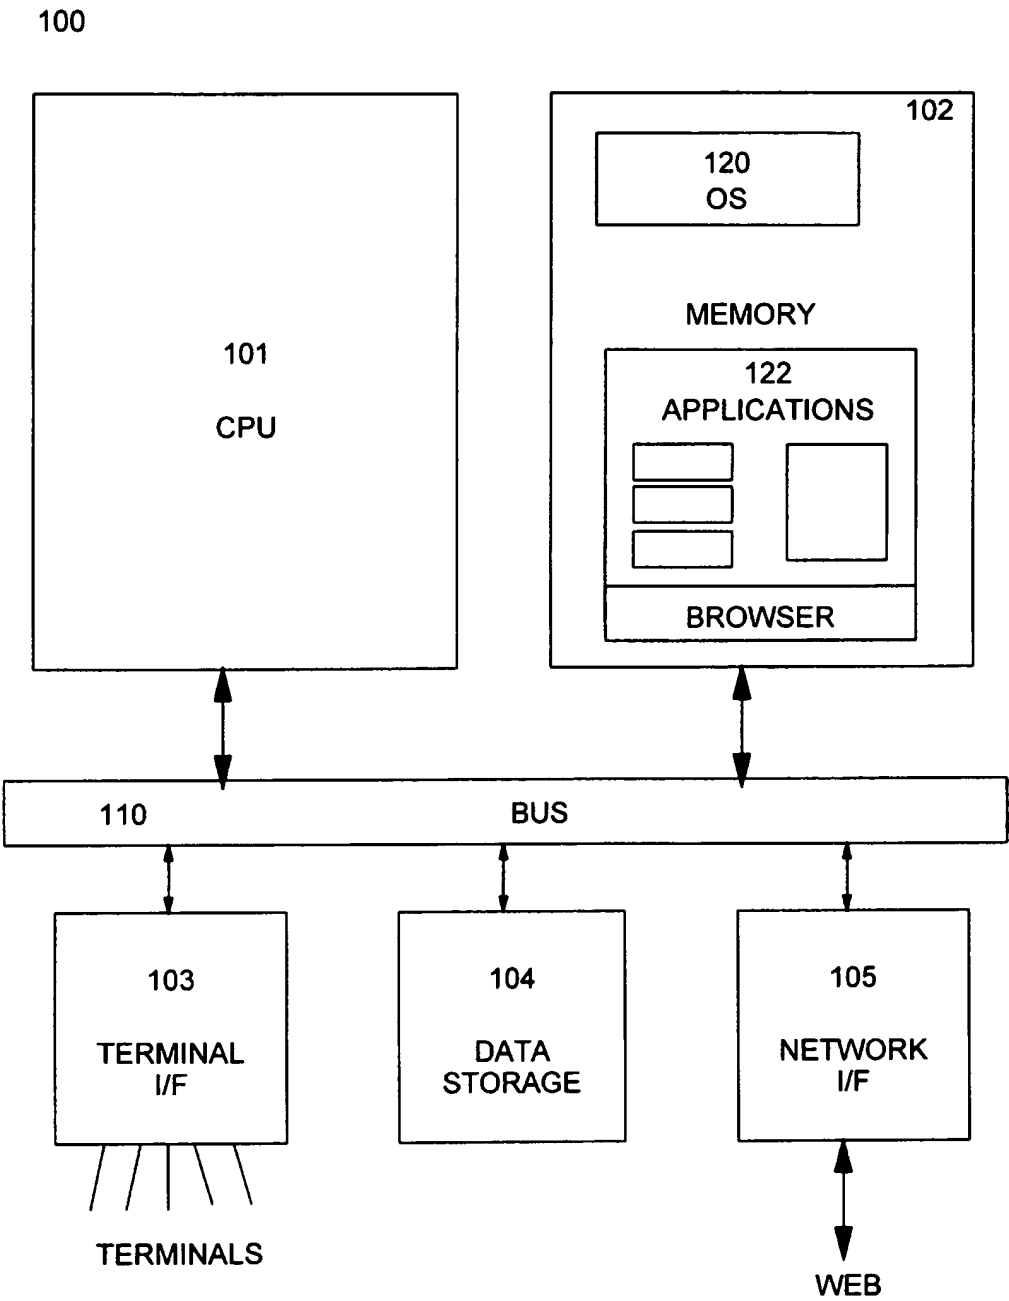 100
102
120
OS
MEMORY
101
CPU
122
APPLICATIONS
BROWSER
110
BUS
103
TERMINAL
I/F
104
DATA
STORAGE
105
NETWORK
I/F
TERMINALS
WEB